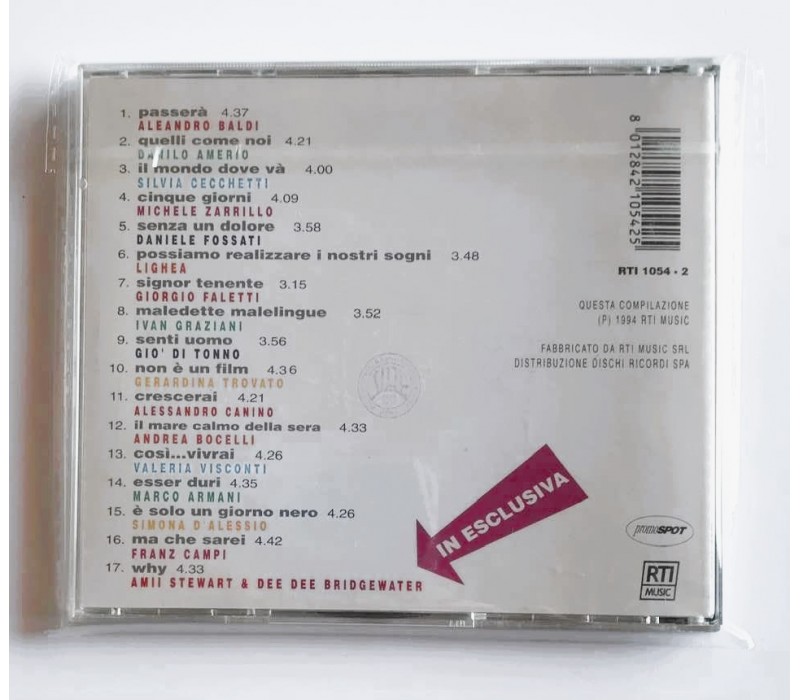 1. passerà 4.37
ALEANDRO BALDI
2. quelli come noi 4.21
DANILO AMERIO
3. il mondo dove và 4.00
SILVIA CECCHETTI
4. cinque giorni 4.09
MICHELE ZARRILLO
5. senza un dolore 3.58
DANIELE FOSSATI
6. possiamo realizzare i nostri sogni 3.48
LIGHEA
7. signor tenente 3.15
GIORGIO FALETTI
8. maledette malelingue 3.52
IVAN GRAZIANI
9. senti uomo 3.56
GIO' DI TONNO
10. non è un film 4.36
GERARDINA TROVATO
11. crescerai 4.21
ALESSANDRO CANINO
12. il mare calmo della sera 4.33
ANDREA BOCELLI
13. così...vivrai 4.26
VALERIA VISCONTI
14. esser duri 4.35
MARCO ARMANI
15. è solo un giorno nero 4.26
SIMONA D'ALESSIO
16. ma che sarei 4.42
FRANZ CAMPI
17. why 4.33
AMII STEWART & DEE DEE BRIDGEWATER
IN ESCLUSIVA
8 012842 105425
RTI 1054 - 2
QUESTA COMPILAZIONE
(P) 1994 RTI MUSIC
FABBRICATO DA RTI MUSIC SRL
DISTRIBUZIONE DISCHI RICORDI SPA
promoSPOT
RTI
MUSIC